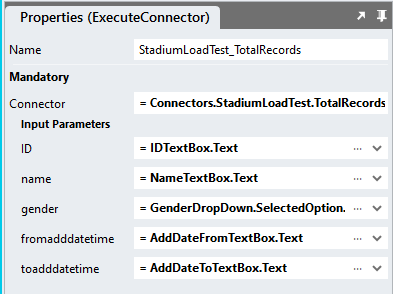 Properties (ExecuteConnector)
Name StadiumLoadTest_TotalRecords
Mandatory
Connector = Connectors.StadiumLoadTest.TotalRecords
Input Parameters
ID = IDTextBox.Text ...
name = NameTextBox.Text ...
gender = GenderDropDown.SelectedOption. ...
fromadddatetime = AddDateFromTextBox.Text ...
toadddatetime = AddDateToTextBox.Text ...